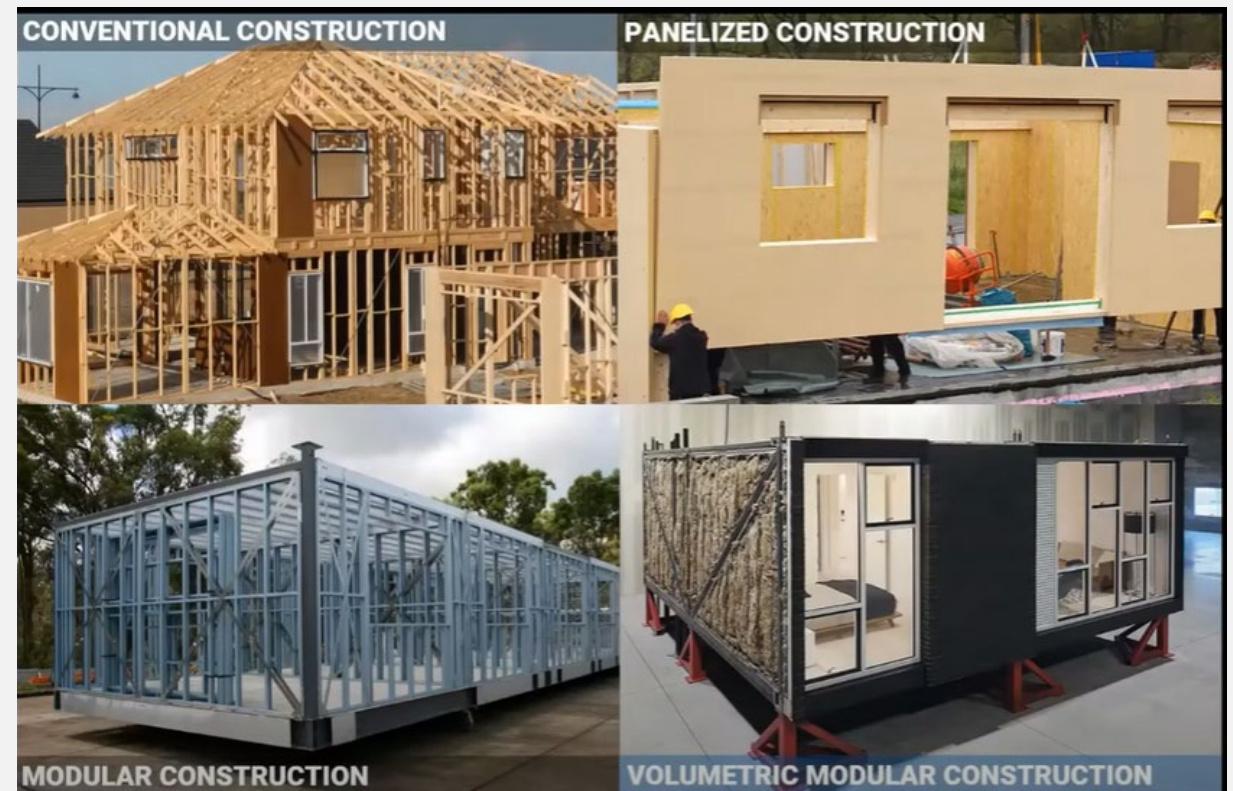 CONVENTIONAL CONSTRUCTION
PANELIZED CONSTRUCTION
MODULAR CONSTRUCTION
VOLUMETRIC MODULAR CONSTRUCTION